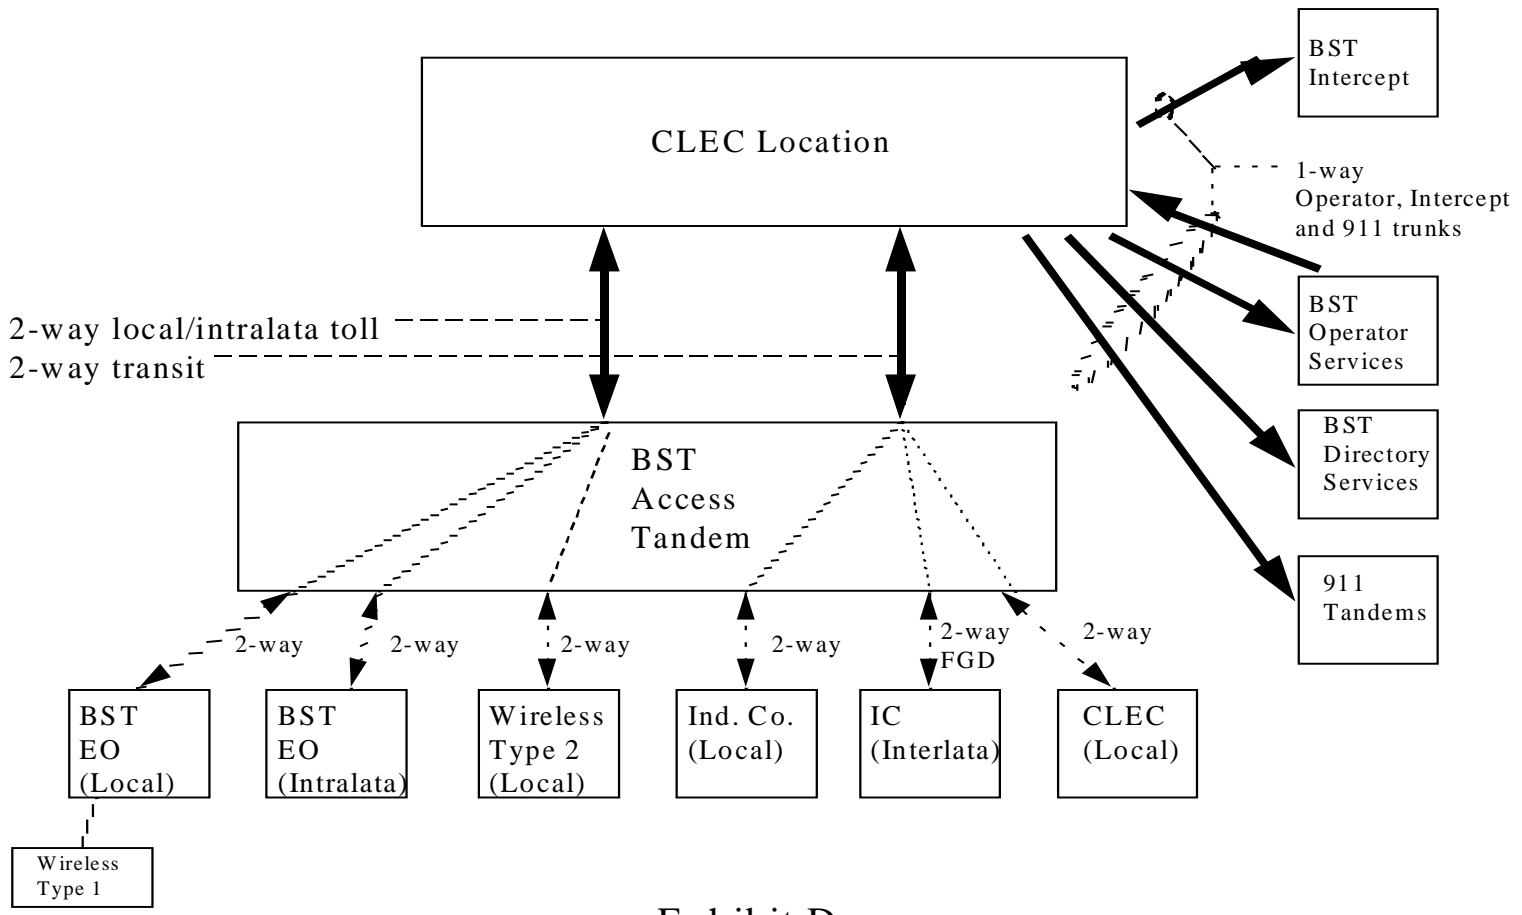 BST
Intercept
CLEC Location
1-way
Operator, Intercept
and 911 trunks
BST
Operator
Services
2-way local/intralata toll
2-way transit
BST
Directory
Services
BST
Access
Tandem
911
Tandems
2-way
2-way
2-way
2-way
2-way
FGD
2-way
BST
EO
(Local)
BST
EO
(Intralata)
Wireless
Type 2
(Local)
Ind. Co.
(Local)
IC
(Interlata)
CLEC
(Local)
Wireless
Type 1
Exhibit D